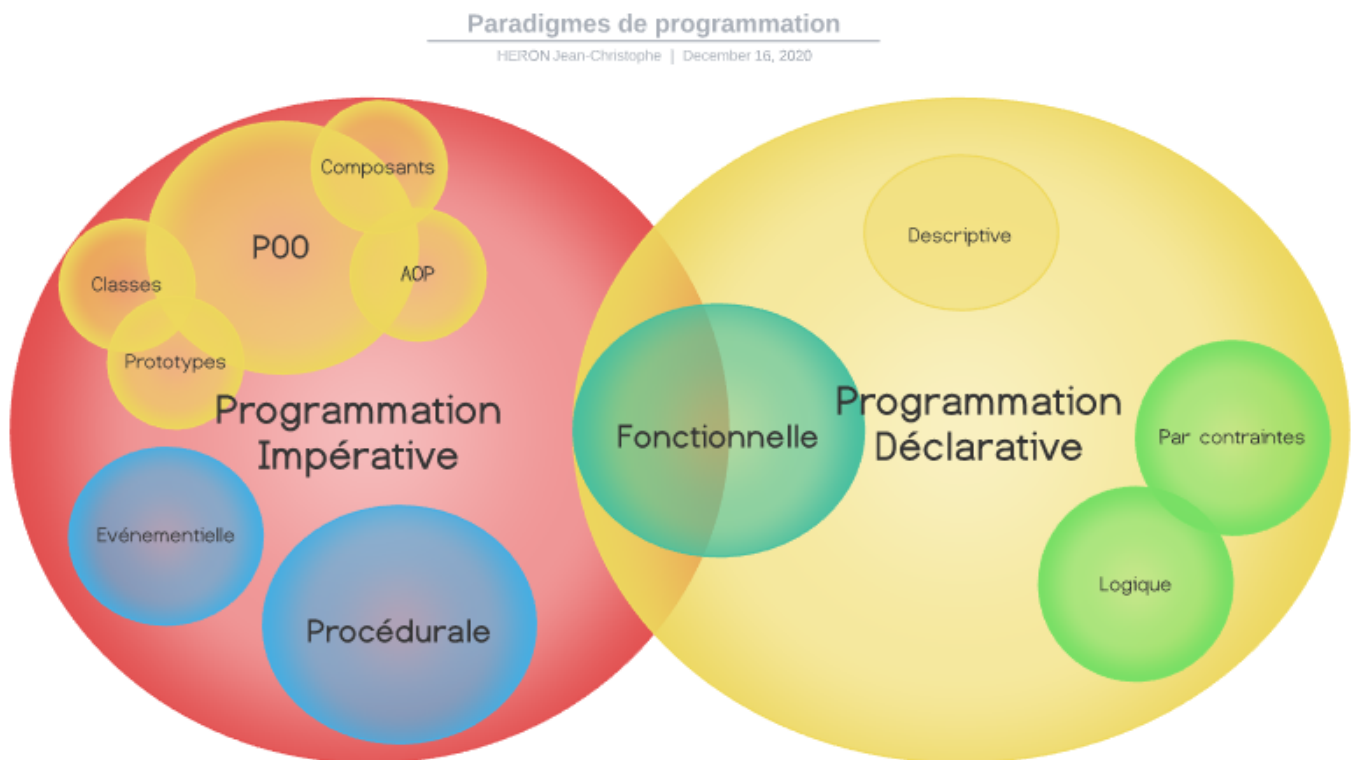 Paradigmes de programmation
HERON Jean-Christophe | December 16, 2020
Composants
POO
AOP
Classes
Prototypes
Programmation
Impérative
Evénementielle
Procédurale
Fonctionnelle
Descriptive
Programmation
Déclarative
Par contraintes
Logique